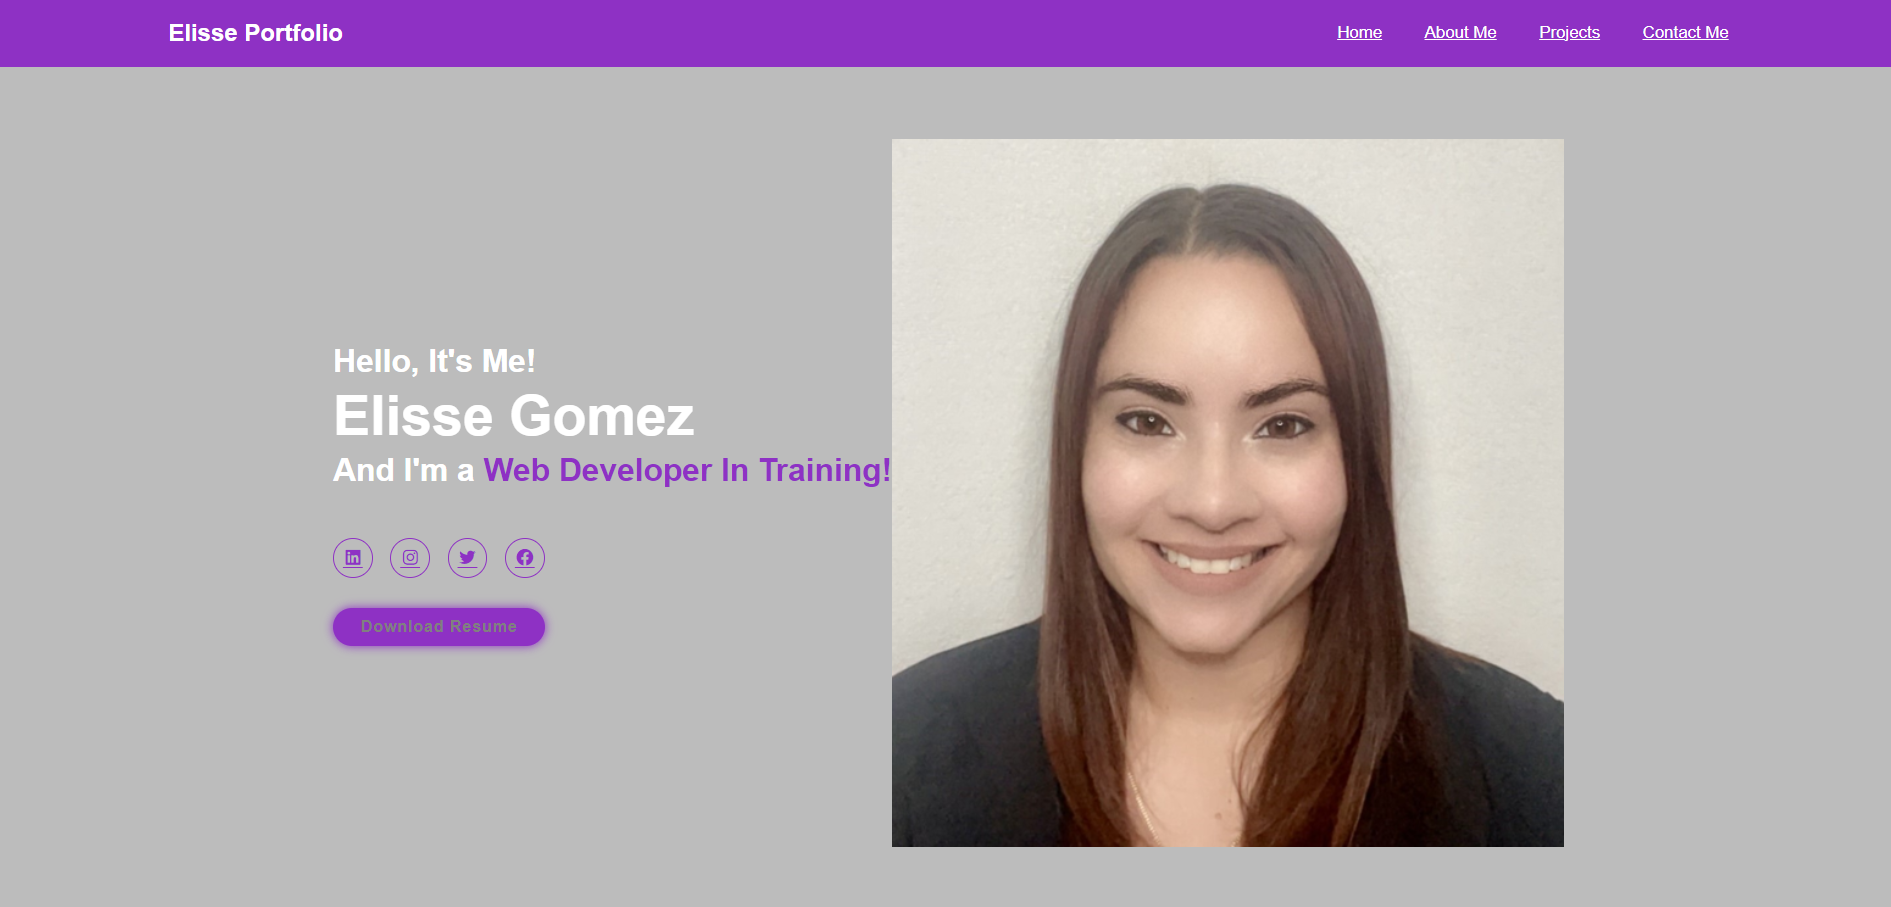 Elisse Portfolio
Home About Me Projects Contact Me
Hello, It's Me!
Elisse Gomez
And I'm a Web Developer In Training!
Download Resume